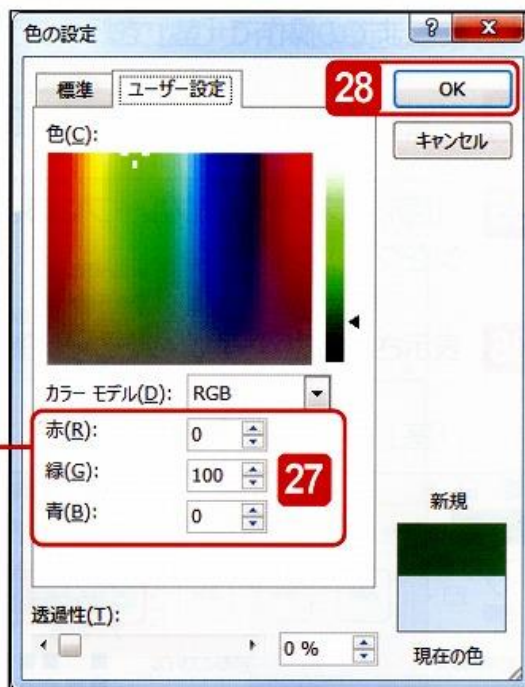 色の設定
標準 ユーザー設定 28 OK
キャンセル
色(C):
カラー モデル(D): RGB
赤(R): 0
緑(G): 100 27
青(B): 0
新規
透過性(T):
0 %
現在の色